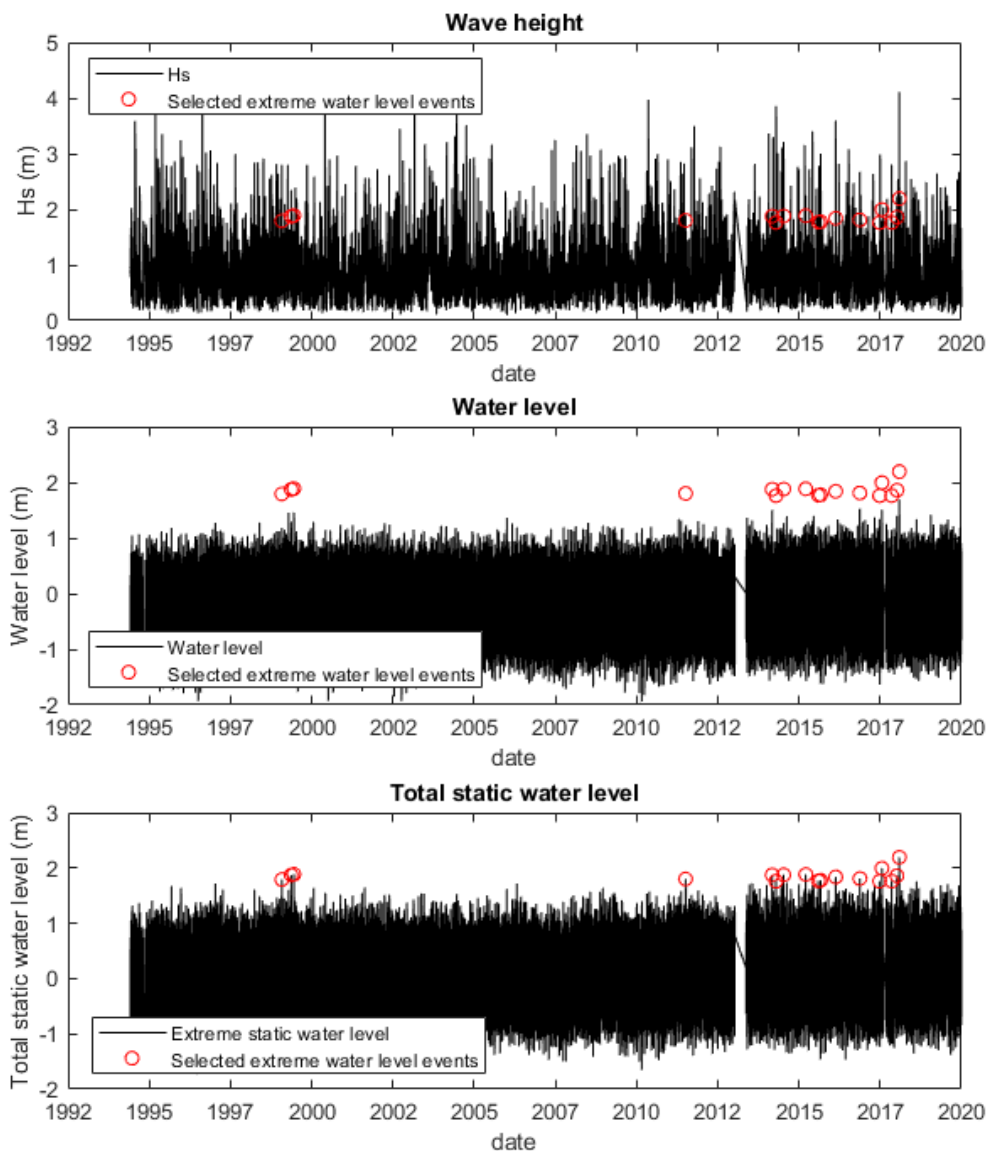 Wave height
5
4
3
2
1
0
Hs (m)
Hs
Selected extreme water level events
1992 1995 1997 2000 2002 2005 2007 2010 2012 2015 2017 2020
date
Water level
3
2
1
0
-1
-2
Water level (m)
Water level
Selected extreme water level events
1992 1995 1997 2000 2002 2005 2007 2010 2012 2015 2017 2020
date
Total static water level
3
2
1
0
-1
-2
Total static water level (m)
Extreme static water level
Selected extreme water level events
1992 1995 1997 2000 2002 2005 2007 2010 2012 2015 2017 2020
date